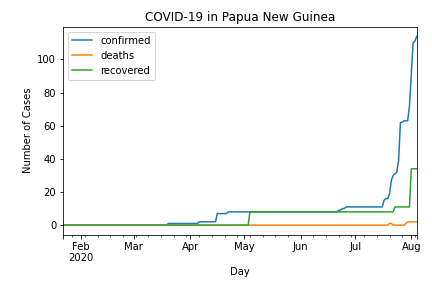 COVID-19 in Papua New Guinea
confirmed
deaths
recovered
Number of Cases
100
80
60
40
20
0
Feb
2020
Mar
Apr
May
Jun
Jul
Aug
Day